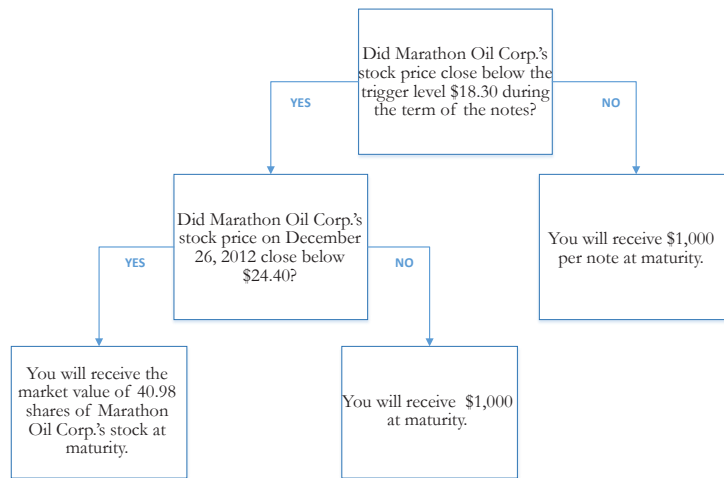 Did Marathon Oil Corp.'s
stock price close below the
trigger level $18.30 during
the term of the notes?
YES
NO
Did Marathon Oil Corp.'s
stock price on December
26, 2012 close below
$24.40?
You will receive $1,000
per note at maturity.
YES
NO
You will receive the
market value of 40.98
shares of Marathon
Oil Corp.'s stock at
maturity.
You will receive $1,000
at maturity.